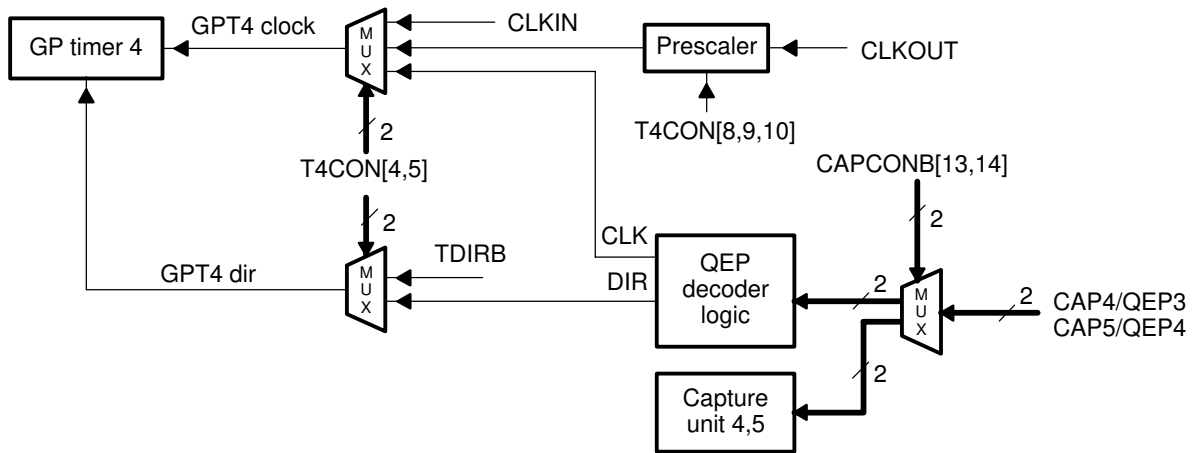 GPT4 clock
CLKIN
GP timer 4
MUX
Prescaler
CLKOUT
2
T4CON[8,9,10]
T4CON[4,5]
CAPCONB[13,14]
2
2
CLK
TDIRB
QEP
decoder
logic
GPT4 dir
MUX
DIR
2
MUX
2
CAP4/QEP3
CAP5/QEP4
2
Capture
unit 4,5